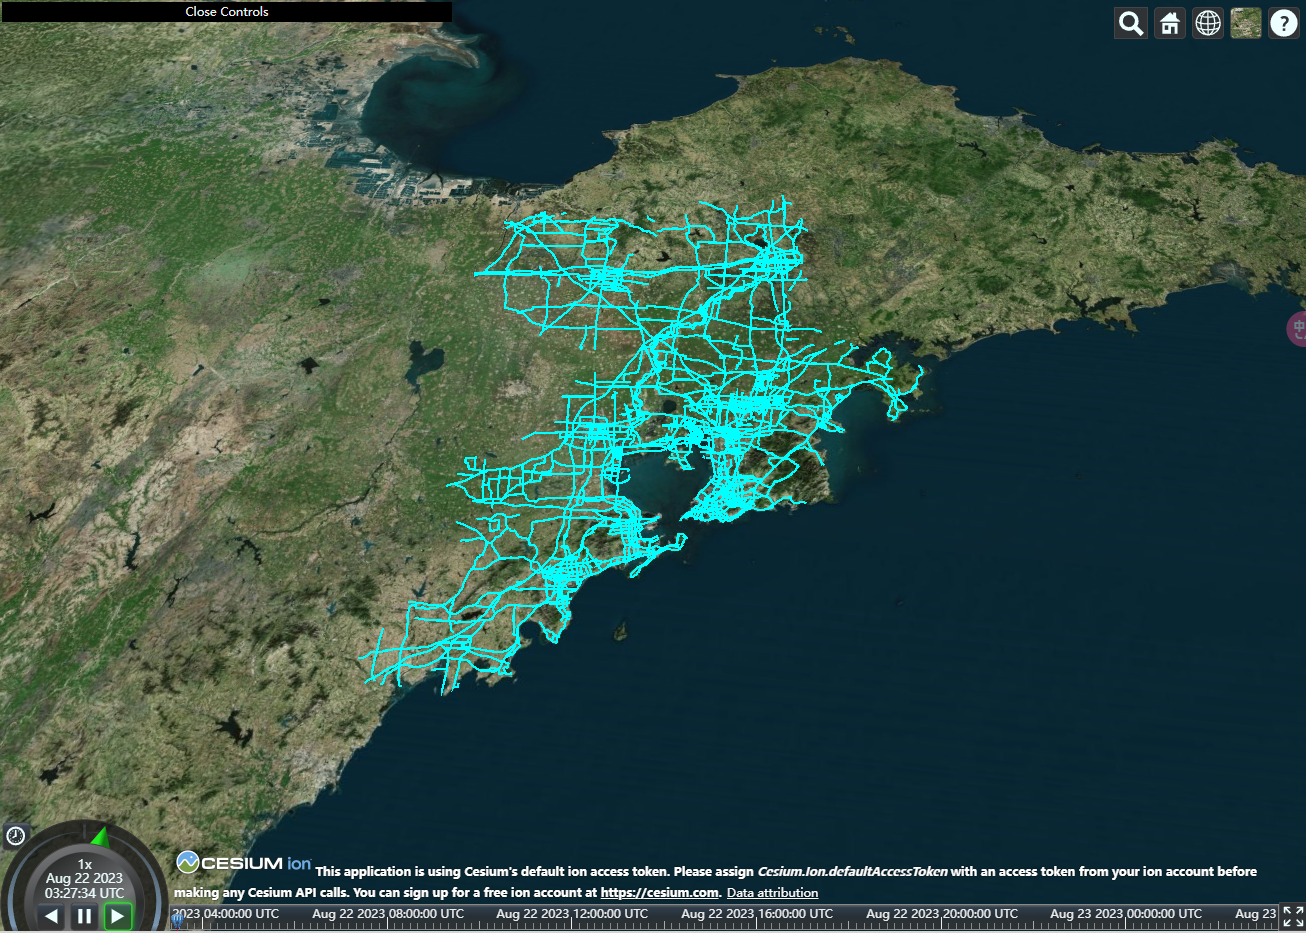 Close Controls
?
中
1x
Aug 22 2023
03:27:34 UTC
CESIUM ion
This application is using Cesium's default ion access token. Please assign Cesium.Ion.defaultAccessToken with an access token from your ion account before
making any Cesium API calls. You can sign up for a free ion account at https://cesium.com. Data attribution
2023 04:00:00 UTC Aug 22 2023 08:00:00 UTC Aug 22 2023 12:00:00 UTC Aug 22 2023 16:00:00 UTC Aug 22 2023 20:00:00 UTC Aug 23 2023 00:00:00 UTC Aug 23